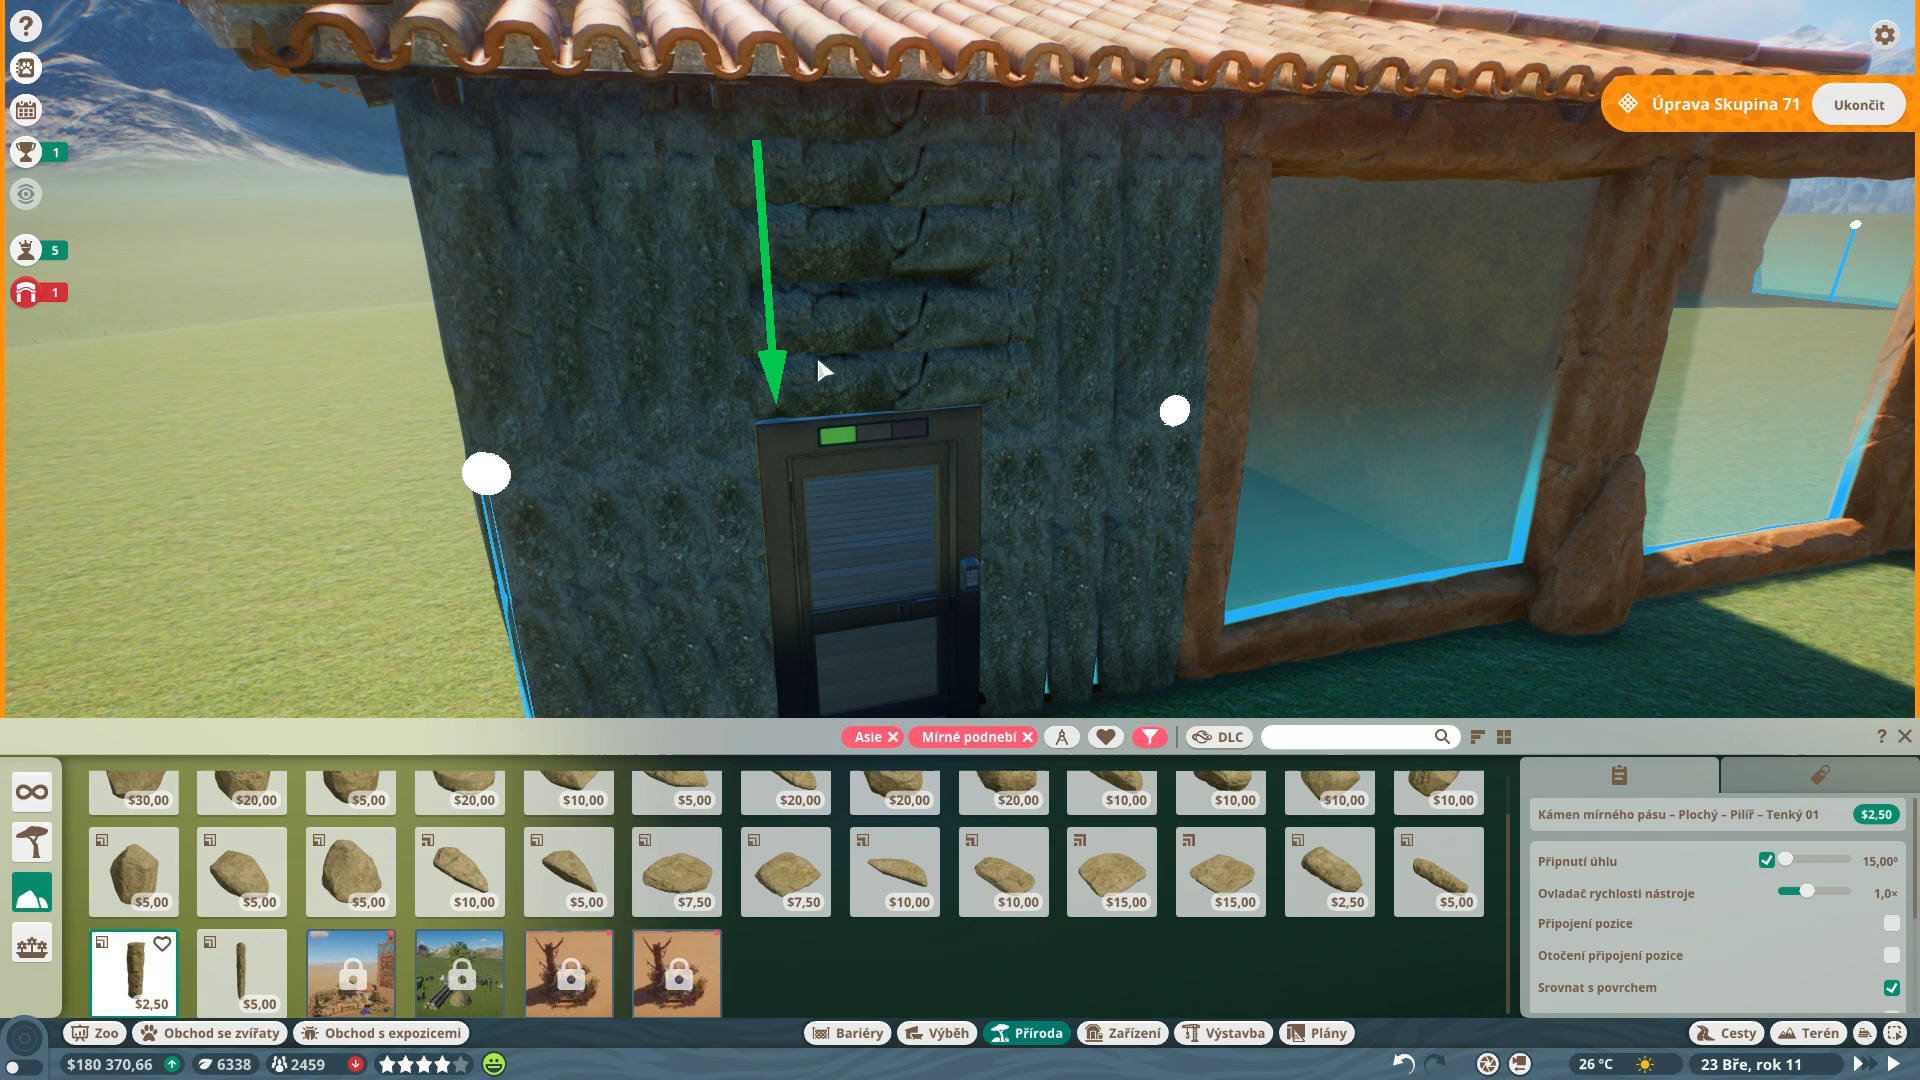 Úprava Skupina 71
Ukončit
1
5
1
Asie
Mírné podnebí
DLC
?
$30,00
$20,00
$5,00
$20,00
$10,00
$5,00
$20,00
$20,00
$20,00
$10,00
$10,00
$10,00
$10,00
$5,00
$5,00
$5,00
$10,00
$5,00
$7,50
$7,50
$10,00
$10,00
$15,00
$15,00
$2,50
$5,00
$2,50
$5,00
Kámen mírného pásu – Plochý – Pilíř – Tenký 01
$2,50
Připnutí úhlu
15,00°
Ovladač rychlosti nástroje
1,0×
Připojení pozice
Otočení připojení pozice
Srovnat s povrchem
Zoo
Obchod se zvířaty
Obchod s expozicemi
Bariéry
Výběh
Příroda
Zařízení
Výstavba
Plány
Cesty
Terén
$180 370,66
6338
2459
26 °C
23 Bře, rok 11